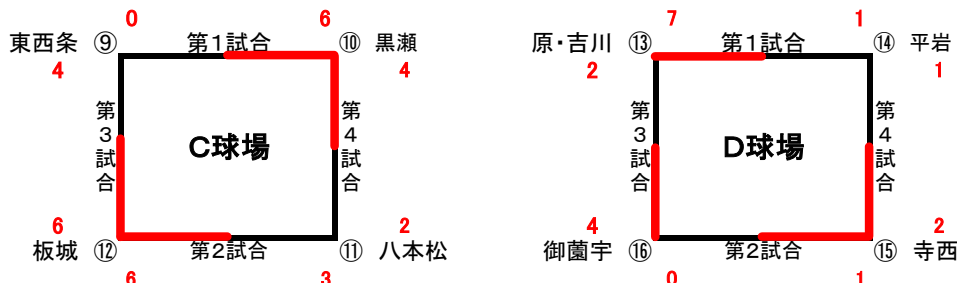 0 6 7 1
東西条 ⑨ 第1試合 ⑩ 黒瀬 原・吉川 ⑬ 第1試合 ⑭ 平岩
4 4 2 1
第3試合 C球場 第4試合 第3試合 D球場 第4試合
6 2 4 2
板城 ⑫ 第2試合 ⑪ 八本松 御薗宇 ⑯ 第2試合 ⑮ 寺西
6 3 0 1